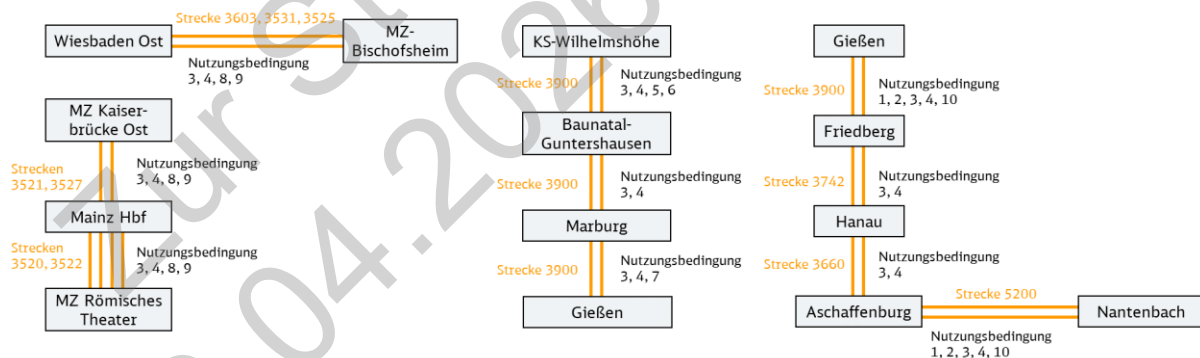 Strecke 3603, 3531, 3525
Wiesbaden Ost
MZ-
Bischofsheim
Nutzungsbedingung
3, 4, 8, 9
MZ Kaiser-
brücke Ost
Strecken
3521, 3527
Nutzungsbedingung
3, 4, 8, 9
Mainz Hbf
Strecken
3520, 3522
Nutzungsbedingung
3, 4, 8, 9
MZ Römisches
Theater
KS-Wilhelmshöhe
Strecke 3900
Nutzungsbedingung
3, 4, 5, 6
Baunatal-
Guntershausen
Strecke 3900
Nutzungsbedingung
3, 4
Marburg
Strecke 3900
Nutzungsbedingung
3, 4, 7
Gießen
Gießen
Strecke 3900
Nutzungsbedingung
1, 2, 3, 4, 10
Friedberg
Strecke 3742
Nutzungsbedingung
3, 4
Hanau
Strecke 3660
Nutzungsbedingung
3, 4
Aschaffenburg
Strecke 5200
Nantenbach
Nutzungsbedingung
1, 2, 3, 4, 10
Zur
04.202